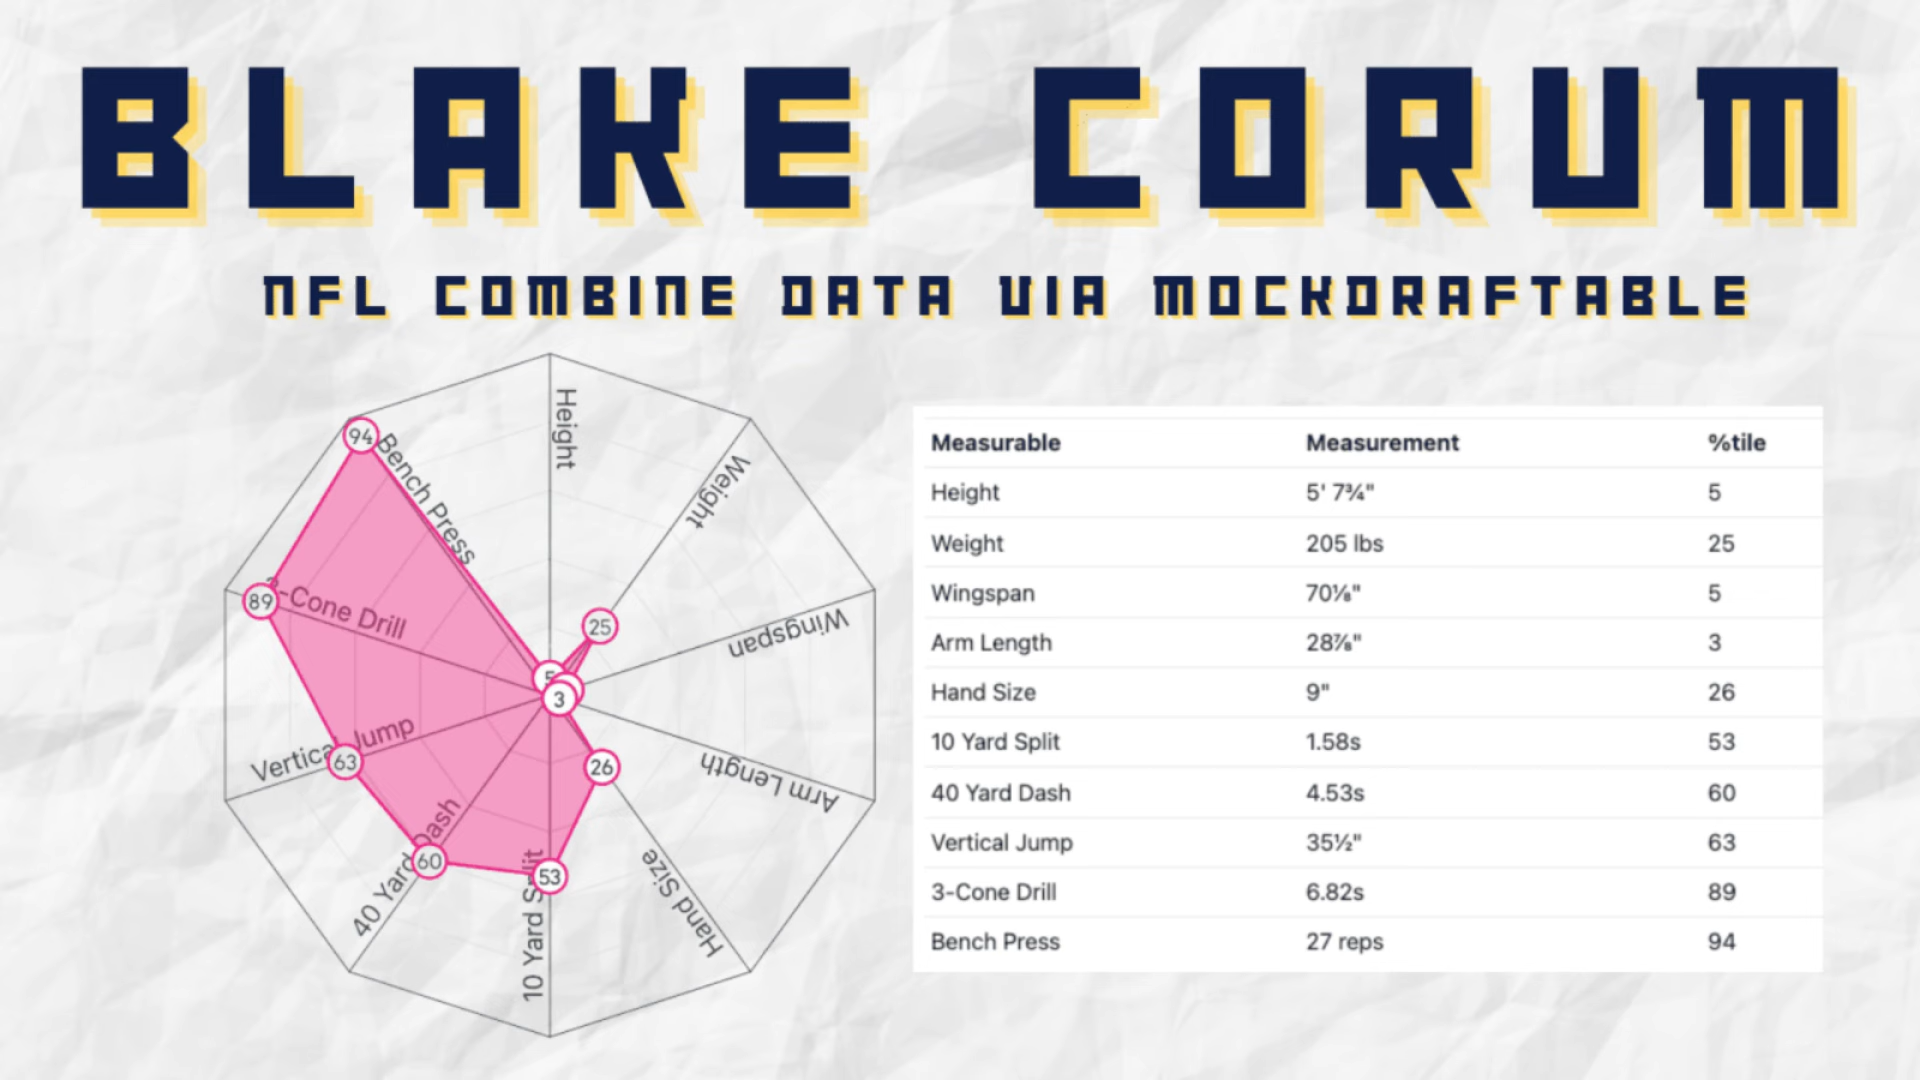 BLAKE CORUM
NFL COMBINE DATA VIA MOCKDRAFTABLE
Height
Weight
Wingspan
Arm Length
Hand Size
10 Yard Split
40 Yard Dash
Vertical Jump
3-Cone Drill
Bench Press
94
89
63
60
53
26
25
5
3
Measurable Measurement %tile
Height 5' 7¾" 5
Weight 205 lbs 25
Wingspan 70⅛" 5
Arm Length 28⅞" 3
Hand Size 9" 26
10 Yard Split 1.58s 53
40 Yard Dash 4.53s 60
Vertical Jump 35½" 63
3-Cone Drill 6.82s 89
Bench Press 27 reps 94